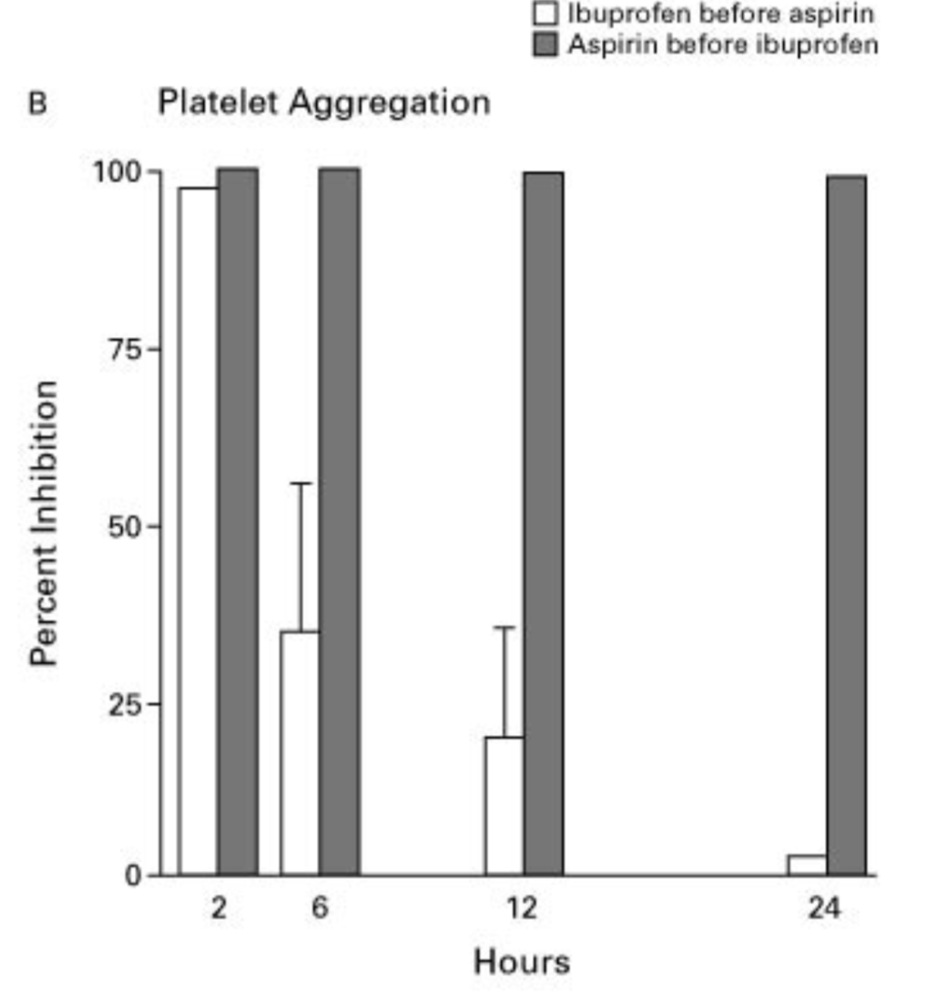 Ibuprofen before aspirin
Aspirin before ibuprofen
B Platelet Aggregation
100
75
50
25
0
Percent Inhibition
2 6 12 24
Hours